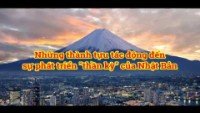 Những thành tựu tác động đến
sự phát triển "thần kỳ" của Nhật Bản